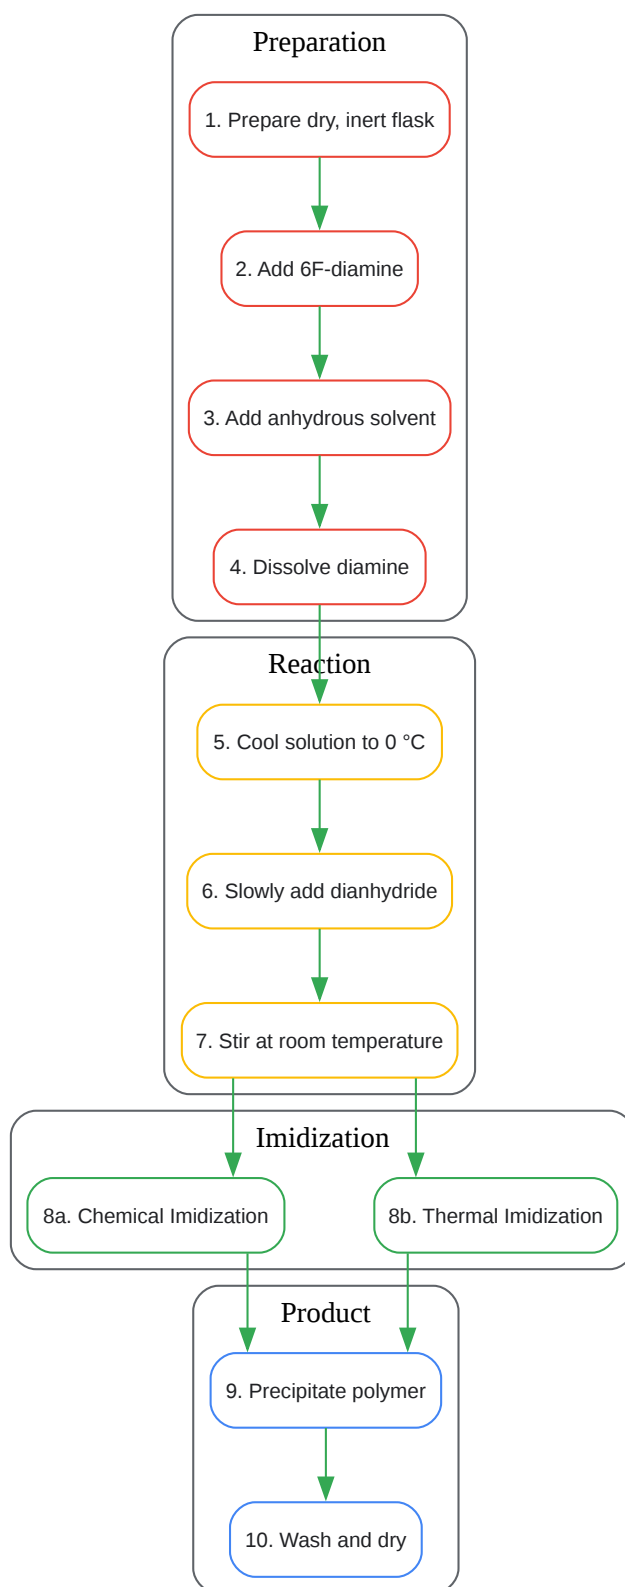 Preparation
1. Prepare dry, inert flask
2. Add 6F-diamine
3. Add anhydrous solvent
4. Dissolve diamine
Reaction
5. Cool solution to 0 °C
6. Slowly add dianhydride
7. Stir at room temperature
Imidization
8a. Chemical Imidization
8b. Thermal Imidization
Product
9. Precipitate polymer
10. Wash and dry